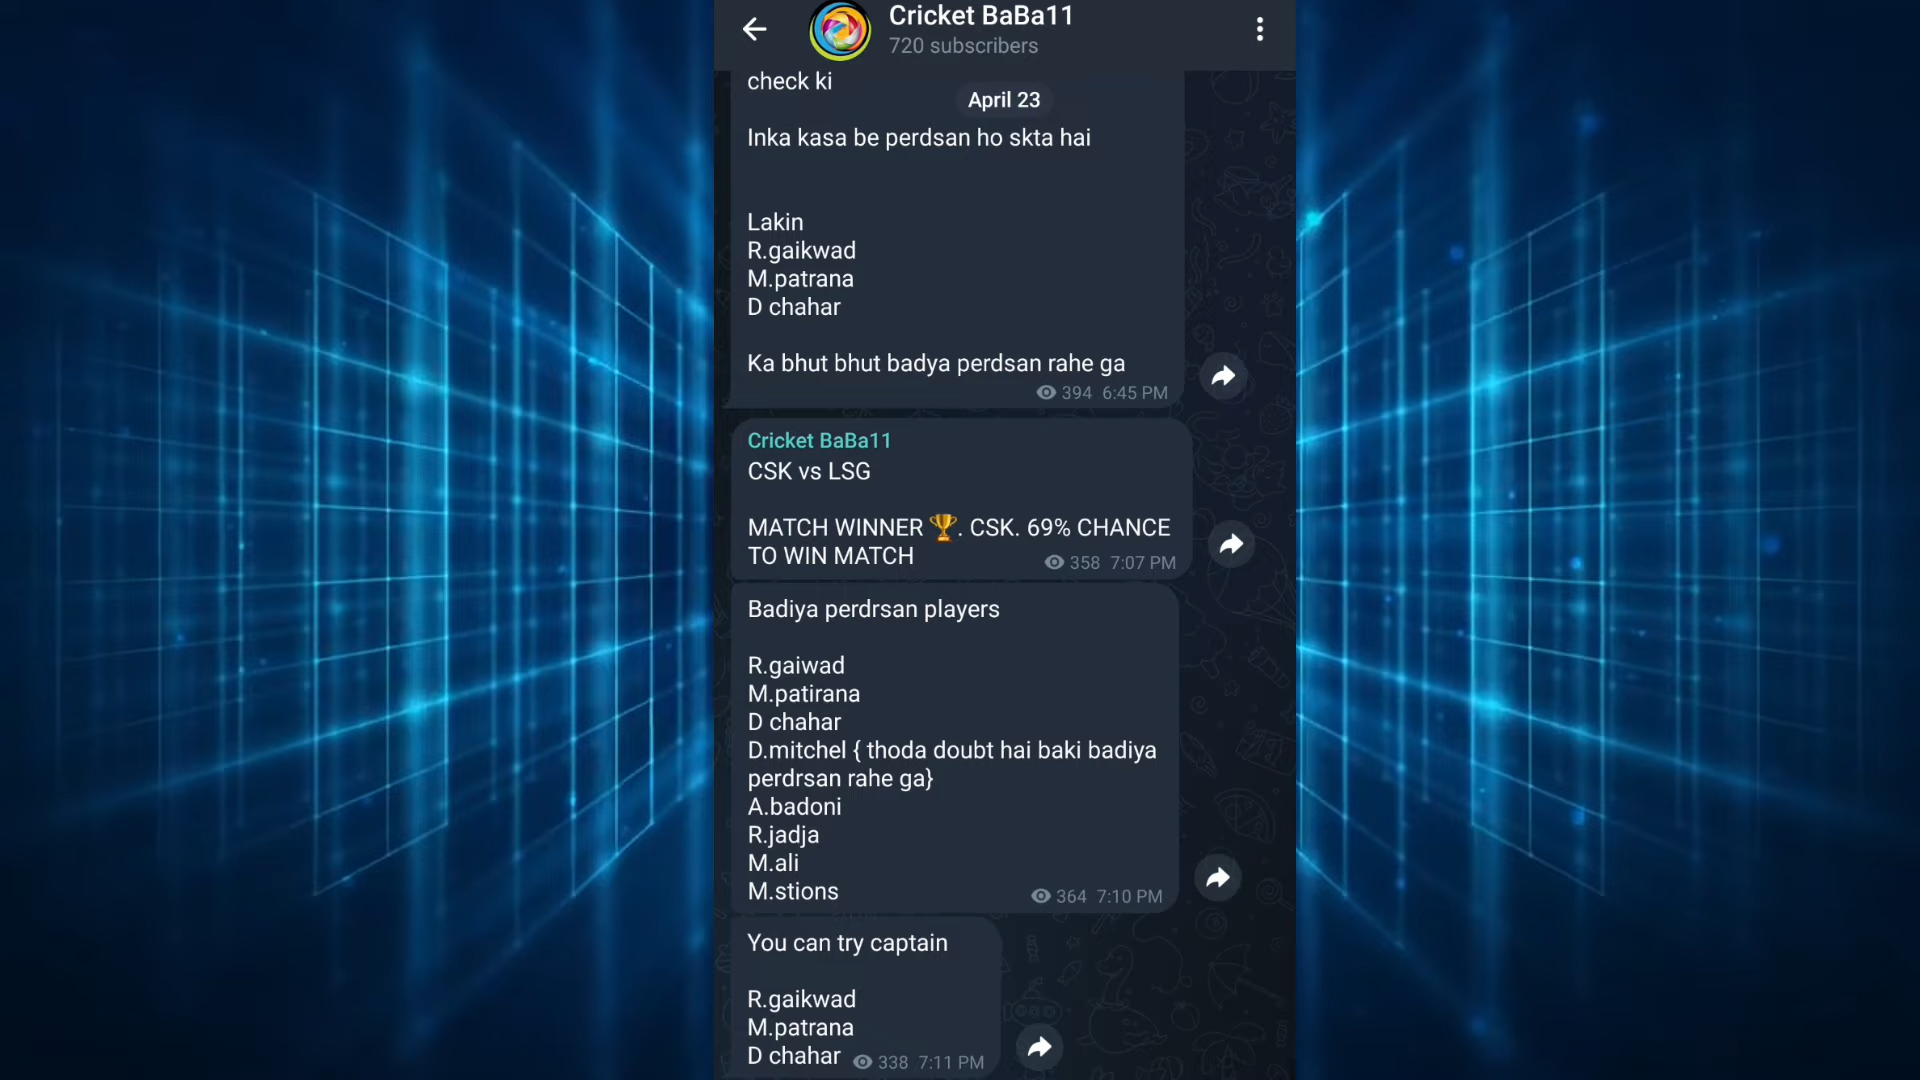 Cricket BaBa11
720 subscribers
check ki
April 23
Inka kasa be perdsan ho skta hai
Lakin
R.gaikwad
M.patrana
D chahar
Ka bhut bhut badya perdsan rahe ga
394 6:45 PM
Cricket BaBa11
CSK vs LSG
MATCH WINNER 🏆. CSK. 69% CHANCE
TO WIN MATCH
358 7:07 PM
Badiya perdrsan players
R.gaiwad
M.patirana
D chahar
D.mitchel { thoda doubt hai baki badiya
perdrsan rahe ga}
A.badoni
R.jadja
M.ali
M.stions
364 7:10 PM
You can try captain
R.gaikwad
M.patrana
D chahar
338 7:11 PM